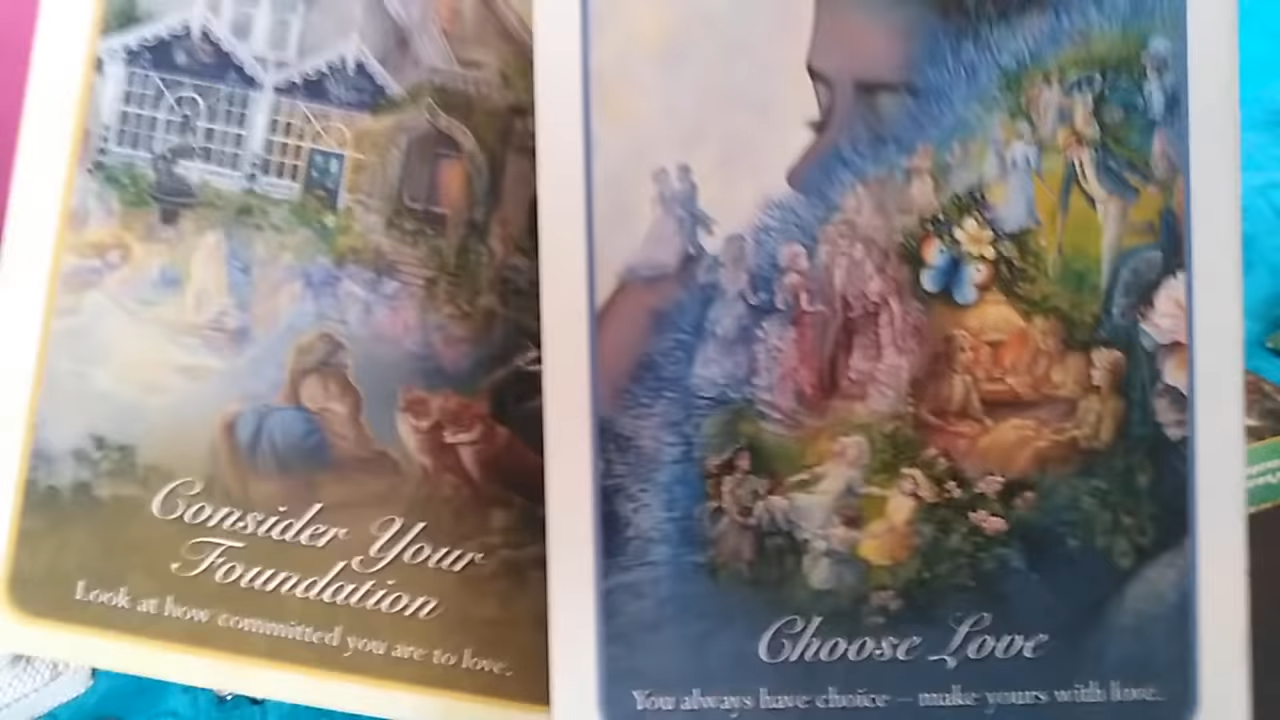 Consider Your
Foundation
Look at how committed you are to love.
Choose Love
You always have choice – make yours with love.